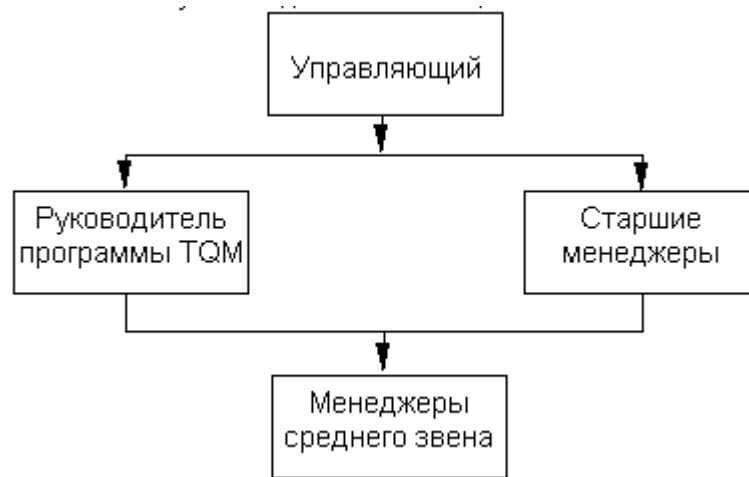 Управляющий
Руководитель
программы TQM
Старшие
менеджеры
Менеджеры
среднего звена